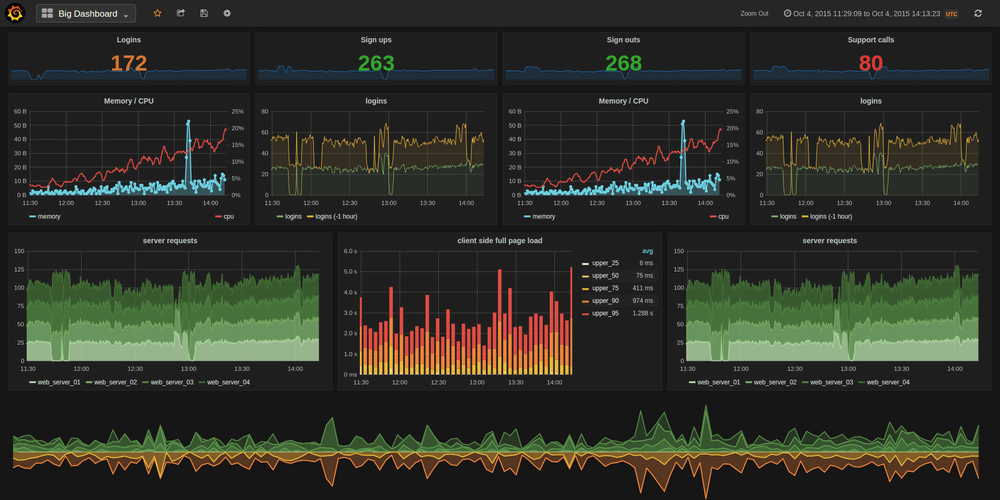 Big Dashboard
Zoom Out
Oct 4, 2015 11:29:09 to Oct 4, 2015 14:13:23 UTC
Logins
172
Sign ups
263
Sign outs
268
Support calls
80
Memory / CPU
60 B
50 B
40 B
30 B
20 B
10 B
0 B
25%
20%
15%
10%
5%
0%
11:30 12:00 12:30 13:00 13:30 14:00
memory cpu
logins
80
60
40
20
0
11:30 12:00 12:30 13:00 13:30 14:00
logins logins (-1 hour)
Memory / CPU
60 B
50 B
40 B
30 B
20 B
10 B
0 B
25%
20%
15%
10%
5%
0%
11:30 12:00 12:30 13:00 13:30 14:00
memory cpu
logins
80
60
40
20
0
11:30 12:00 12:30 13:00 13:30 14:00
logins logins (-1 hour)
server requests
150
125
100
75
50
25
0
11:30 12:00 12:30 13:00 13:30 14:00
web_server_01 web_server_02 web_server_03 web_server_04
client side full page load
6.0 s
5.0 s
4.0 s
3.0 s
2.0 s
1.0 s
0 ms
11:30 12:00 12:30 13:00 13:30 14:00
avg
upper_25 6 ms
upper_50 75 ms
upper_75 411 ms
upper_90 974 ms
upper_95 1.288 s
server requests
150
125
100
75
50
25
0
11:30 12:00 12:30 13:00 13:30 14:00
web_server_01 web_server_02 web_server_03 web_server_04